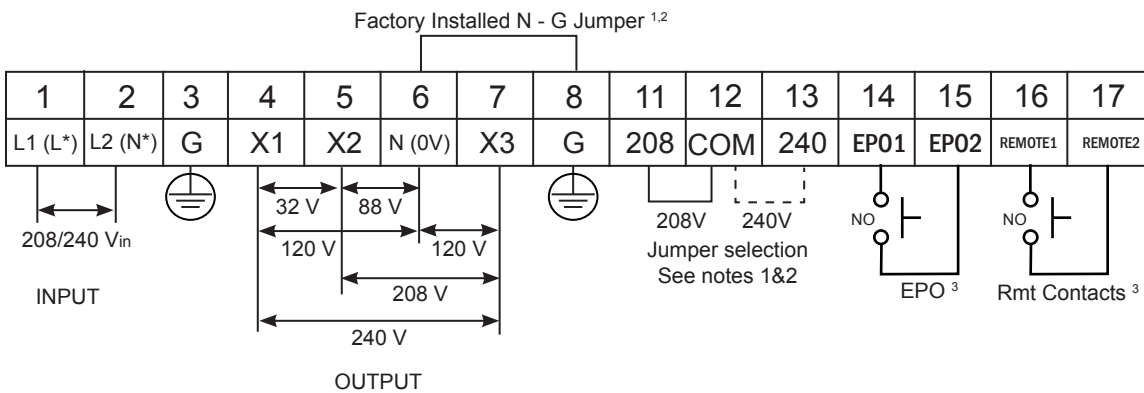 Factory Installed N - G Jumper 1,2
1 2 3 4 5 6 7 8 11 12 13 14 15 16 17
L1 (L*) L2 (N*) G X1 X2 N (0V) X3 G 208 COM 240 EPO1 EPO2 REMOTE1 REMOTE2
32 V 88 V 208V 240V NO NO
208/240 Vin 120 V 120 V Jumper selection
See notes 1&2
INPUT 208 V EPO 3 Rmt Contacts 3
240 V
OUTPUT